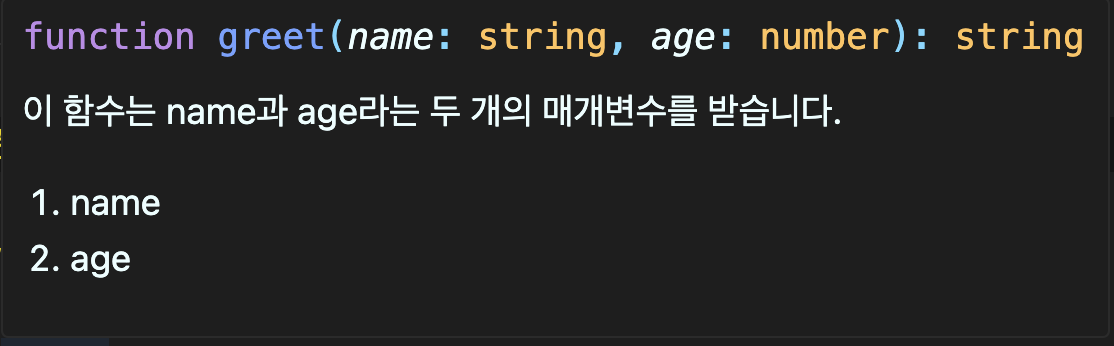 function greet(name: string, age: number): string
이 함수는 name과 age라는 두 개의 매개변수를 받습니다.
1. name
2. age